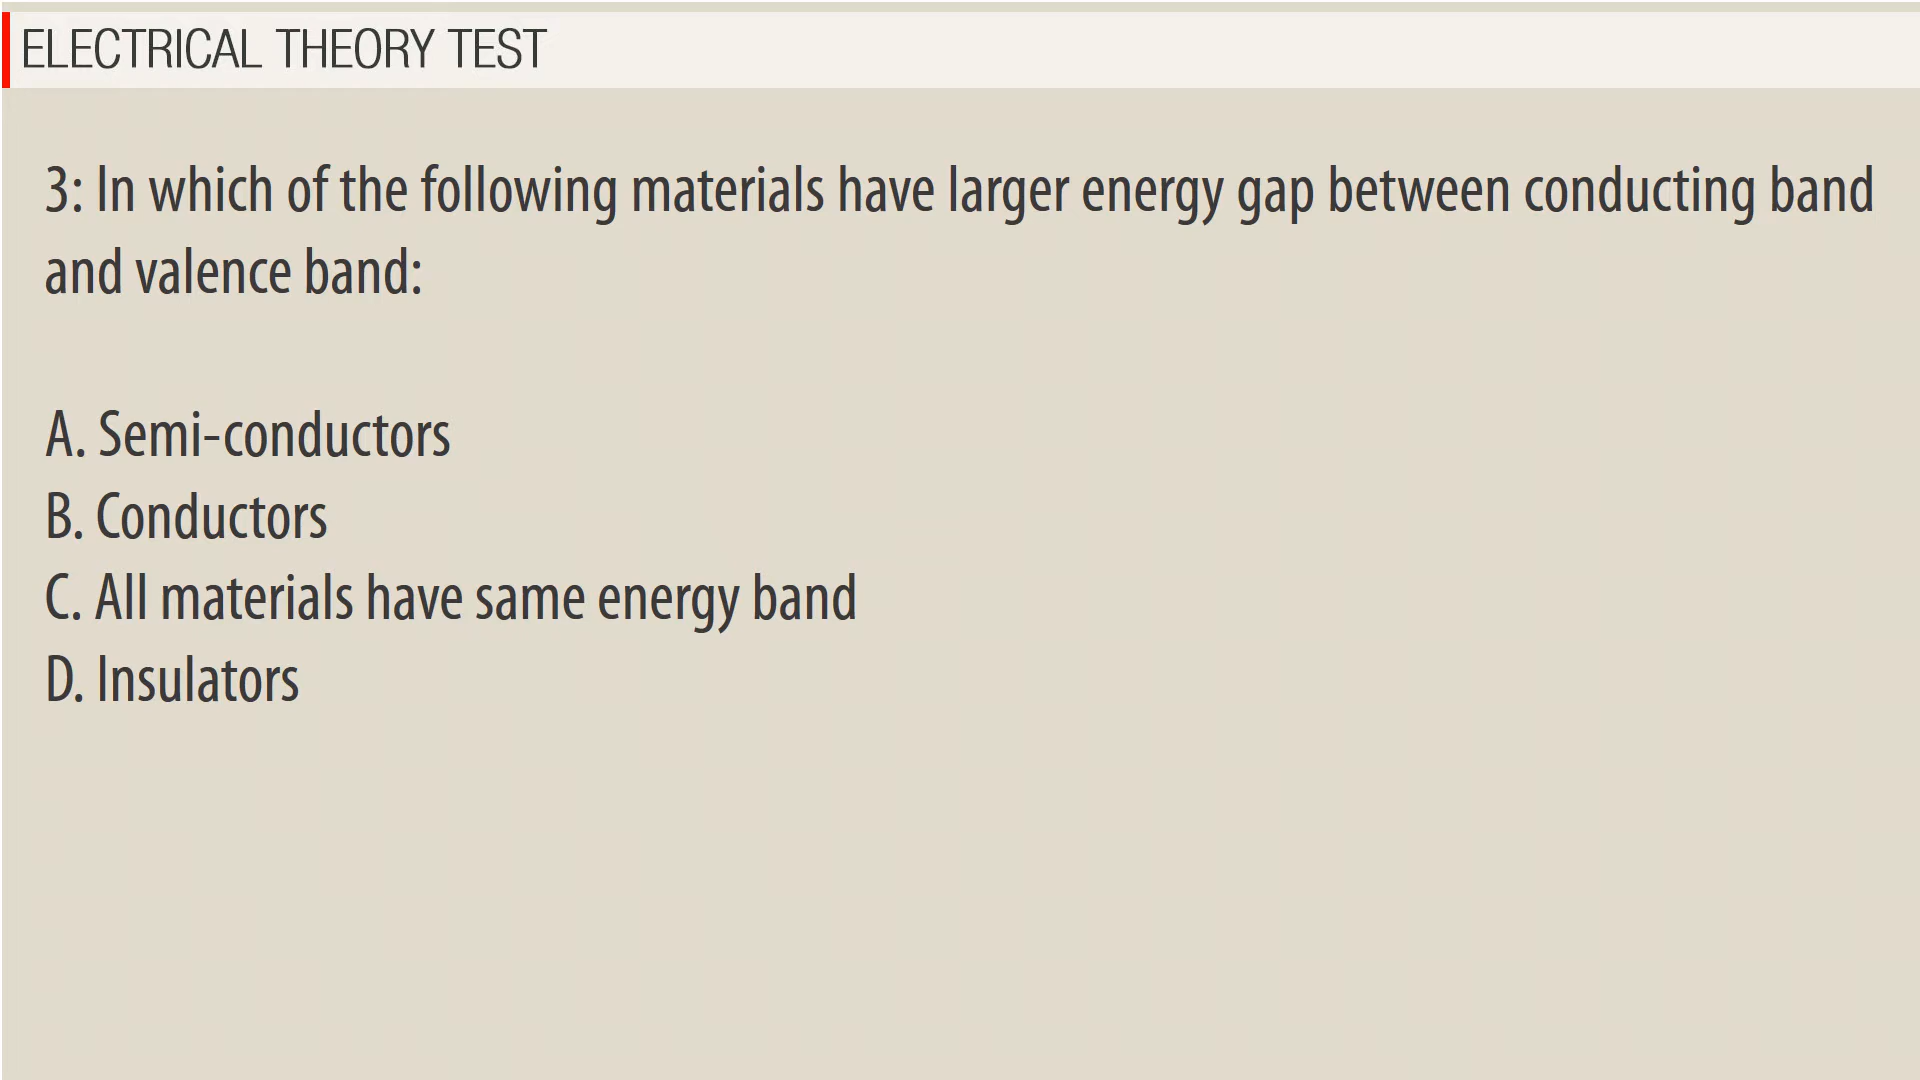 ELECTRICAL THEORY TEST
3: In which of the following materials have larger energy gap between conducting band
and valence band:
A. Semi-conductors
B. Conductors
C. All materials have same energy band
D. Insulators